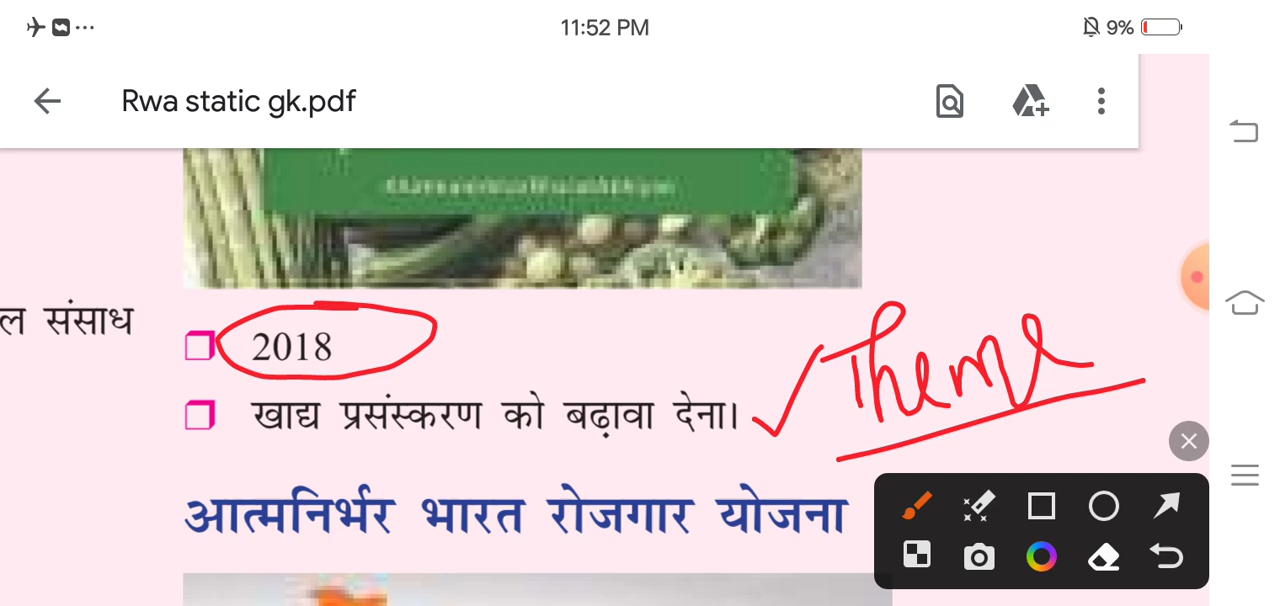 11:52 PM
9%
Rwa static gk.pdf
ल संसाध
2018
Theme
खाद्य प्रसंस्करण को बढ़ावा देना।
आत्मनिर्भर भारत रोजगार योजना